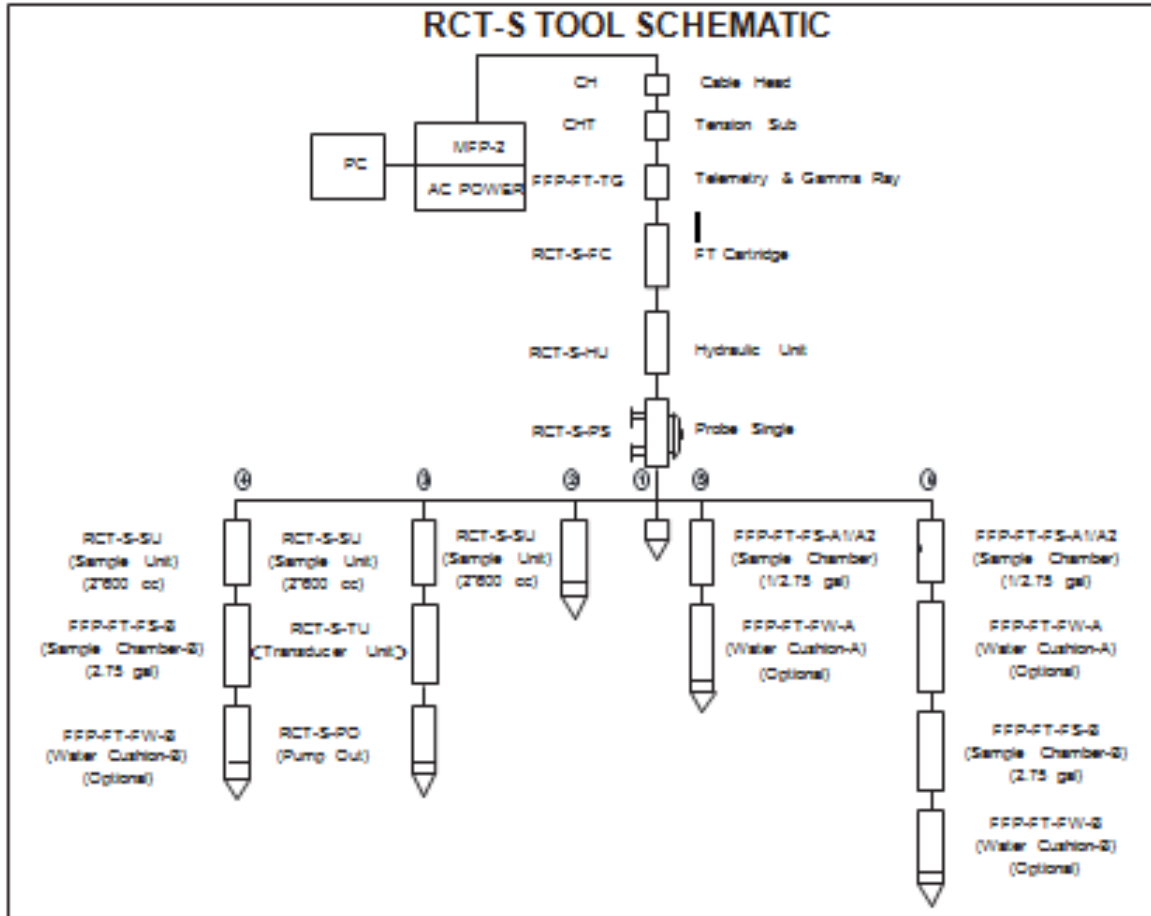 RCT-S TOOL SCHEMATIC
CH
Cable Head
CHT
Tension Sub
MFP-2
PC
AC POWER
FFP-FT-TG
Telemetry & Gamma Ray
RCT-S-FC
FT Cartridge
RCT-S-HU
Hydraulic Unit
RCT-S-PS
Probe Single
④
③
②
①
⑤
RCT-S-SU
(Sample Unit)
(2*600 cc)
FFP-FT-FS-B
(Sample Chamber-B)
(2.75 gal)
FFP-FT-FW-B
(Water Cushion-B)
(Optional)
RCT-S-SU
(Sample Unit)
(2*600 cc)
RCT-S-TU
(Transducer Unit)
RCT-S-PO
(Pump Out)
RCT-S-SU
(Sample Unit)
(2*600 cc)
FFP-FT-FS-A1/A2
(Sample Chamber)
(1/2.75 gal)
FFP-FT-FW-A
(Water Cushion-A)
(Optional)
FFP-FT-FS-A1/A2
(Sample Chamber)
(1/2.75 gal)
FFP-FT-FW-A
(Water Cushion-A)
(Optional)
FFP-FT-FS-B
(Sample Chamber-B)
(2.75 gal)
FFP-FT-FW-B
(Water Cushion-B)
(Optional)